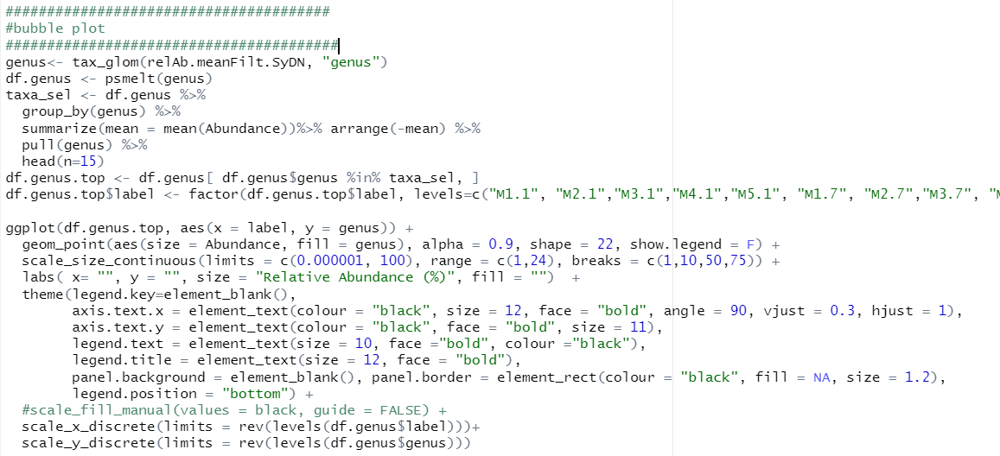 #######################################
#bubble plot
########################################
genus<- tax_glom(relAb.meanFilt.SyDN, "genus")
df.genus <- psmelt(genus)
taxa_sel <- df.genus %>%
  group_by(genus) %>%
  summarize(mean = mean(Abundance))%>% arrange(-mean) %>%
  pull(genus) %>%
  head(n=15)
df.genus.top <- df.genus[ df.genus$genus %in% taxa_sel, ]
df.genus.top$label <- factor(df.genus.top$label, levels=c("M1.1", "M2.1","M3.1","M4.1","M5.1", "M1.7", "M2.7","M3.7", "M

ggplot(df.genus.top, aes(x = label, y = genus)) +
  geom_point(aes(size = Abundance, fill = genus), alpha = 0.9, shape = 22, show.legend = F) +
  scale_size_continuous(limits = c(0.000001, 100), range = c(1,24), breaks = c(1,10,50,75)) +
  labs( x= "", y = "", size = "Relative Abundance (%)", fill = "")  +
  theme(legend.key=element_blank(),
        axis.text.x = element_text(colour = "black", size = 12, face = "bold", angle = 90, vjust = 0.3, hjust = 1),
        axis.text.y = element_text(colour = "black", face = "bold", size = 11),
        legend.text = element_text(size = 10, face ="bold", colour ="black"),
        legend.title = element_text(size = 12, face = "bold"),
        panel.background = element_blank(), panel.border = element_rect(colour = "black", fill = NA, size = 1.2),
        legend.position = "bottom") +
  #scale_fill_manual(values = black, guide = FALSE) +
  scale_x_discrete(limits = rev(levels(df.genus$label)))+
  scale_y_discrete(limits = rev(levels(df.genus$genus)))